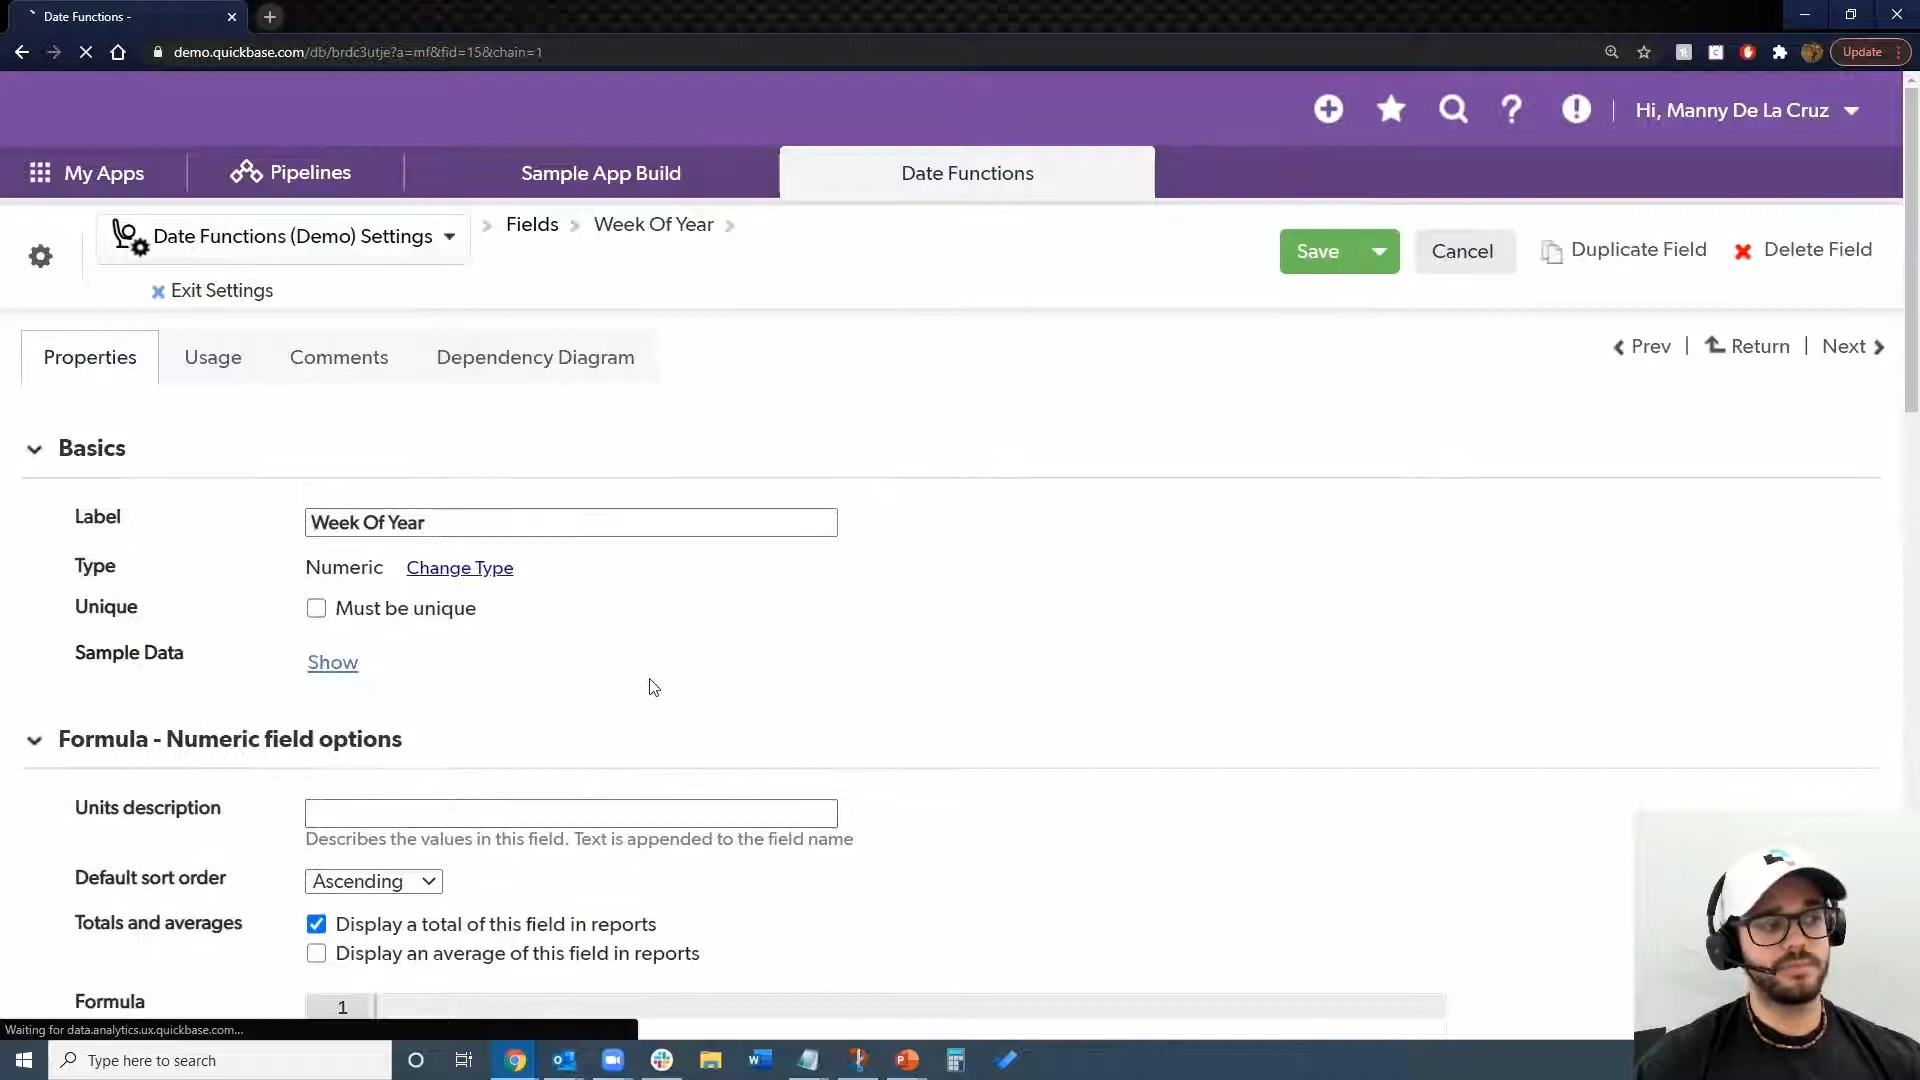 Date Functions -
demo.quickbase.com/db/brdc3utje?a=mf&fid=15&chain=1
Update
Hi, Manny De La Cruz
My Apps
Pipelines
Sample App Build
Date Functions
Date Functions (Demo) Settings
Fields
Week Of Year
Save
Cancel
Duplicate Field
Delete Field
Exit Settings
Properties
Usage
Comments
Dependency Diagram
Prev | Return | Next
Basics
Label
Week Of Year
Type
Numeric
Change Type
Unique
Must be unique
Sample Data
Show
Formula - Numeric field options
Units description
Describes the values in this field. Text is appended to the field name
Default sort order
Ascending
Totals and averages
Display a total of this field in reports
Display an average of this field in reports
Formula
1
Waiting for data.analytics.ux.quickbase.com...
Type here to search